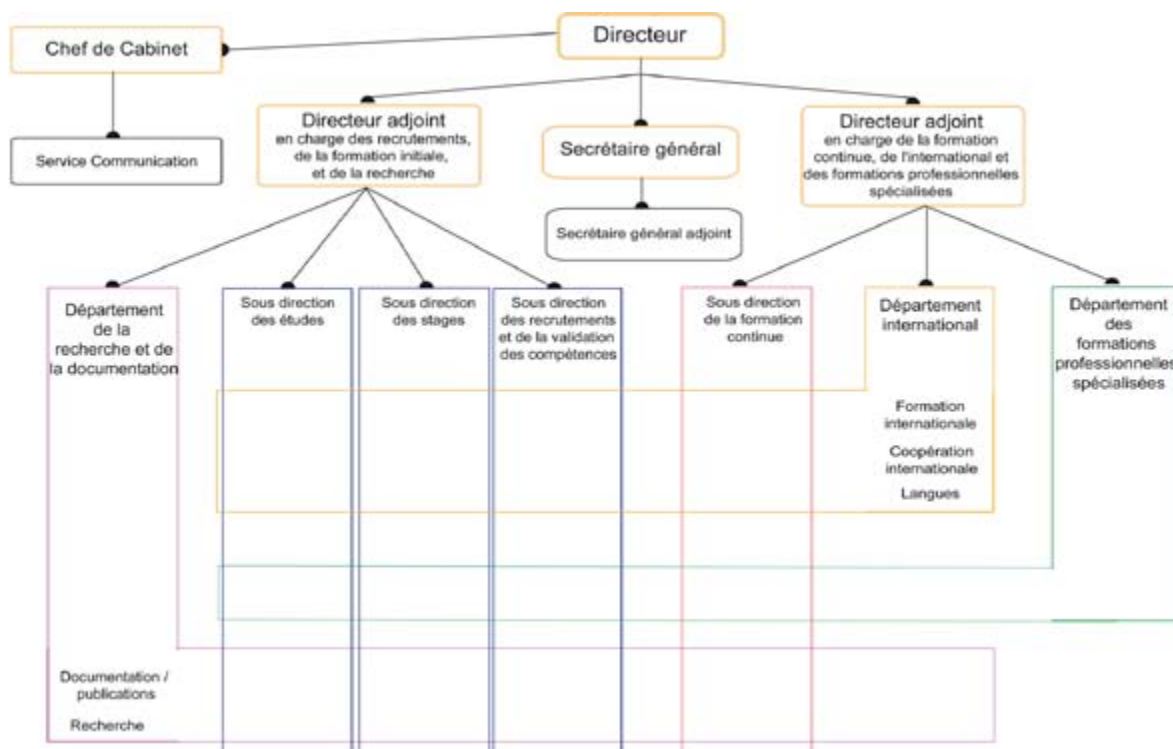 Chef de Cabinet
Directeur
Service Communication
Directeur adjoint
en charge des recrutements,
de la formation initiale,
et de la recherche
Secrétaire général
Secrétaire général adjoint
Directeur adjoint
en charge de la formation
continue, de l'international et
des formations professionnelles
spécialisées
Département
de la
recherche et de
la documentation
Sous direction
des études
Sous direction
des stages
Sous direction
des recrutements
et de la validation
des compétences
Sous direction
de la formation
continue
Département
international
Département
des
formations
professionnelles
spécialisées
Formation
internationale
Coopération
internationale
Langues
Documentation /
publications
Recherche